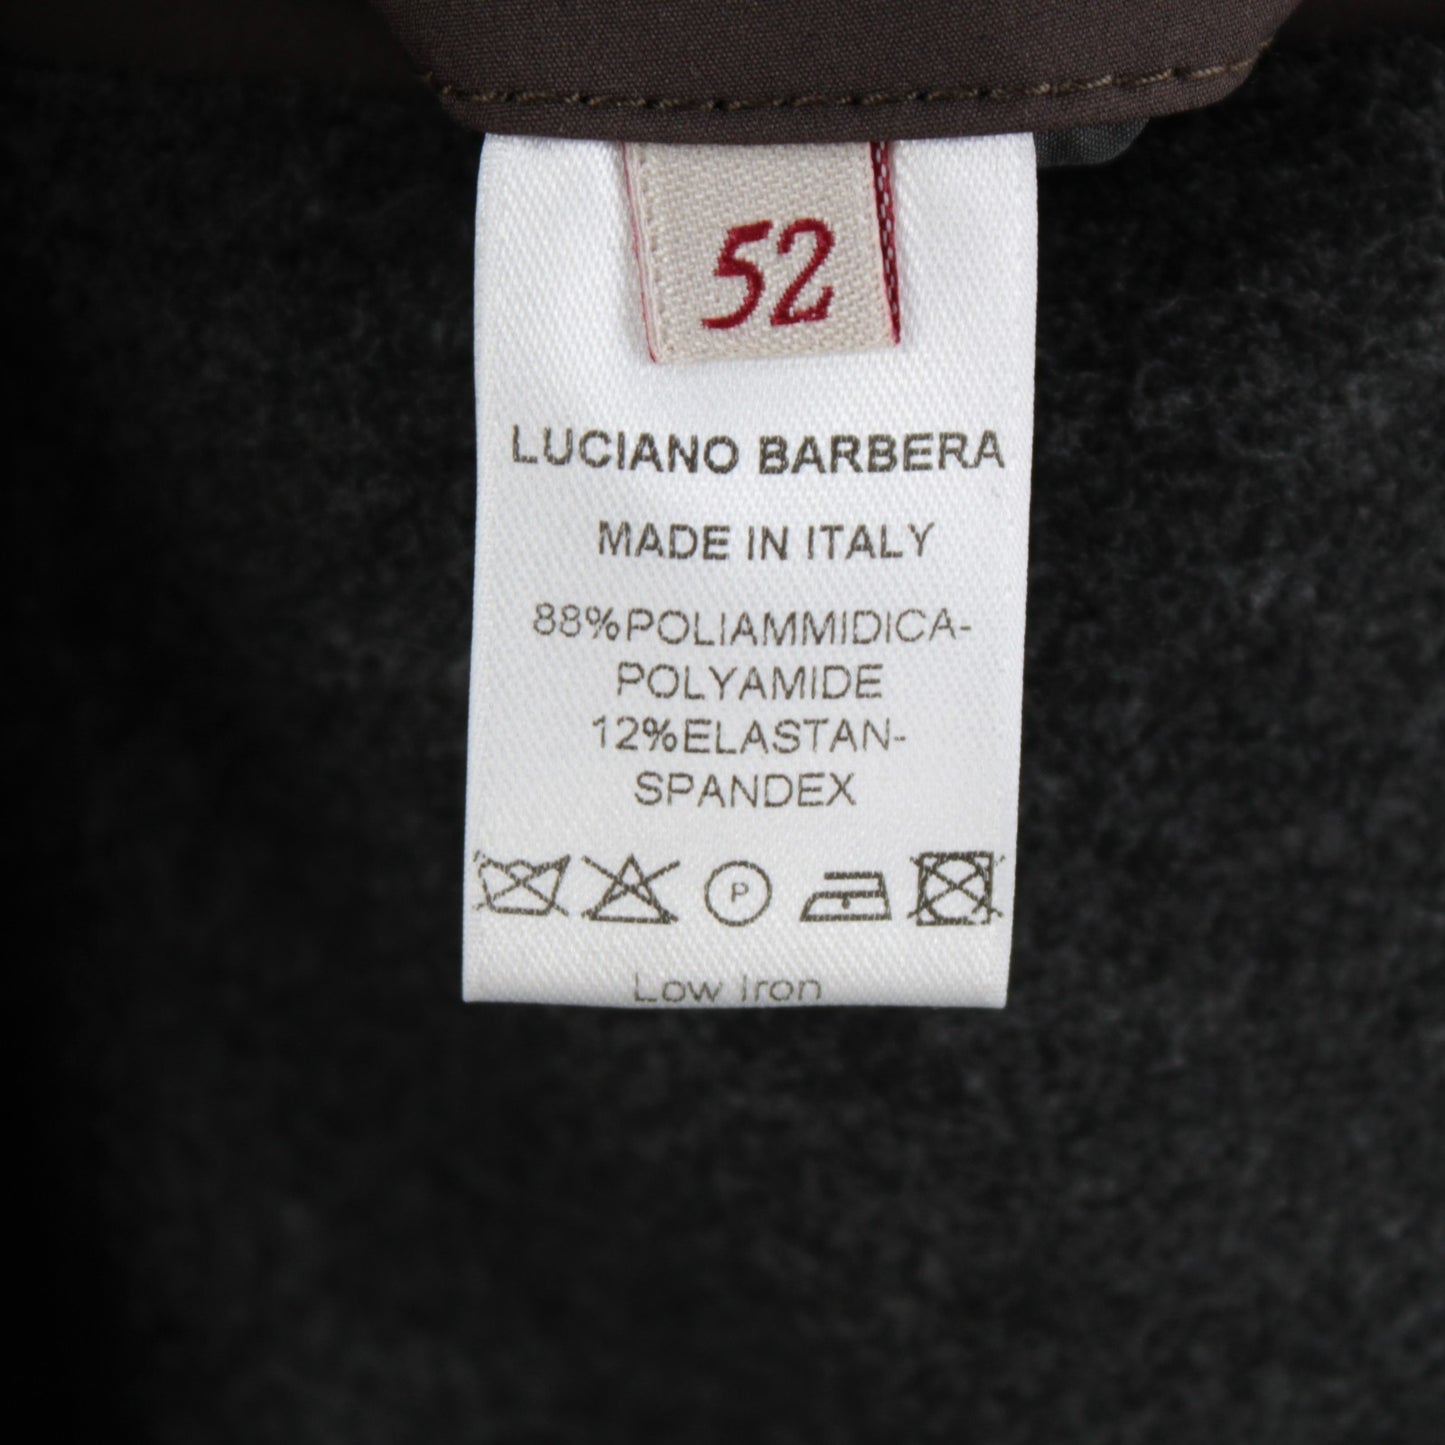 52
LUCIANO BARBERA
MADE IN ITALY
88%POLIAMMIDICA-
POLYAMIDE
12%ELASTAN-
SPANDEX
P
Low Iron